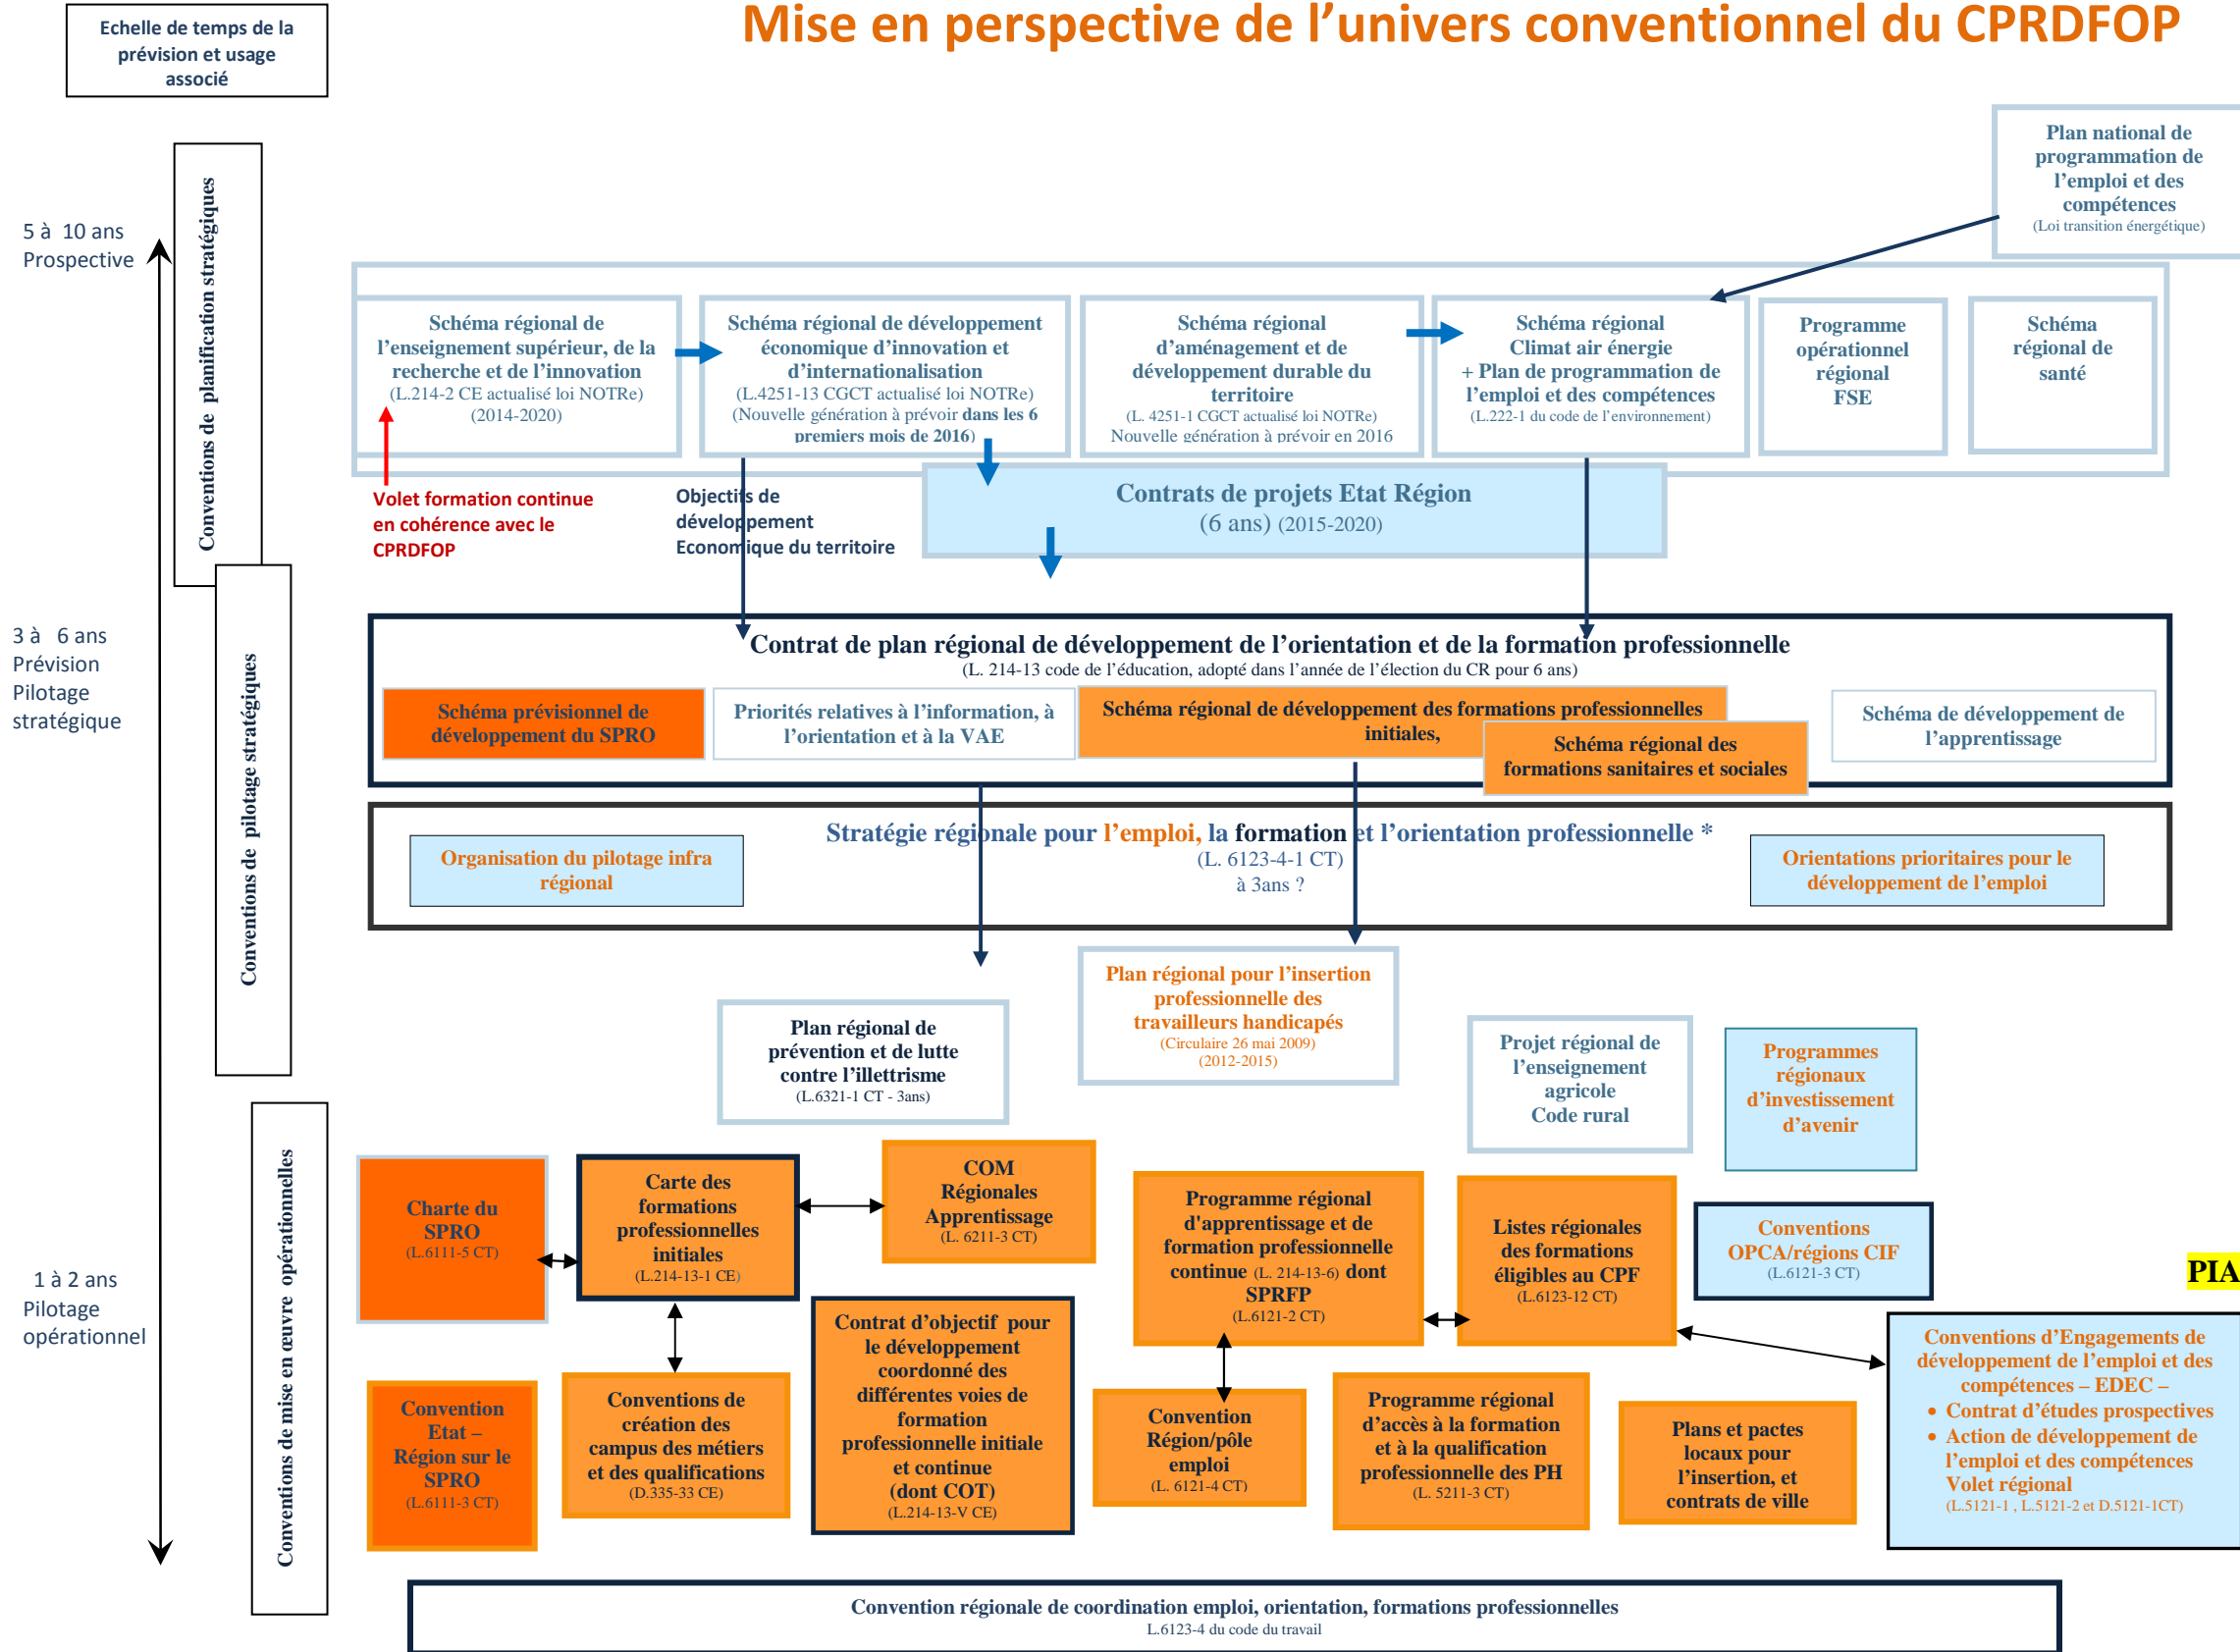 Mise en perspective de l’univers conventionnel du CPRDFOP
Echelle de temps de la
prévision et usage
associé
Plan national de
programmation de
l’emploi et des
compétences
(Loi transition énergétique)
5 à 10 ans
Prospective
Conventions de planification stratégiques
Schéma régional de
l’enseignement supérieur, de la
recherche et de l’innovation
(L.214-2 CE actualisé loi NOTRe)
(2014-2020)
Schéma régional de développement
économique d’innovation et
d’internationalisation
(L.4251-13 CGCT actualisé loi NOTRe)
(Nouvelle génération à prévoir dans les 6
premiers mois de 2016)
Schéma régional
d’aménagement et de
développement durable du
territoire
(L. 4251-1 CGCT actualisé loi NOTRe)
Nouvelle génération à prévoir en 2016
Schéma régional
Climat air énergie
+ Plan de programmation de
l’emploi et des compétences
(L.222-1 du code de l’environnement)
Programme
opérationnel
régional
FSE
Schéma
régional de
santé
Volet formation continue
en cohérence avec le
CPRDFOP
Objectifs de
développement
Economique du territoire
Contrats de projets Etat Région
(6 ans) (2015-2020)
3 à 6 ans
Prévision
Pilotage
stratégique
Conventions de pilotage stratégiques
Contrat de plan régional de développement de l’orientation et de la formation professionnelle
(L. 214-13 code de l’éducation, adopté dans l’année de l’élection du CR pour 6 ans)
Schéma prévisionnel de
développement du SPRO
Priorités relatives à l’information, à
l’orientation et à la VAE
Schéma régional de développement des formations professionnelles
initiales,
Schéma régional des
formations sanitaires et sociales
Schéma de développement de
l’apprentissage
Stratégie régionale pour l’emploi, la formation et l’orientation professionnelle *
(L. 6123-4-1 CT)
à 3ans ?
Organisation du pilotage infra
régional
Orientations prioritaires pour le
développement de l’emploi
Plan régional de
prévention et de lutte
contre l’illettrisme
(L.6321-1 CT - 3ans)
Plan régional pour l’insertion
professionnelle des
travailleurs handicapés
(Circulaire 26 mai 2009)
(2012-2015)
Projet régional de
l’enseignement
agricole
Code rural
Programmes
régionaux
d’investissement
d’avenir
1 à 2 ans
Pilotage
opérationnel
Conventions de mise en œuvre opérationnelles
Charte du
SPRO
(L.6111-5 CT)
Carte des
formations
professionnelles
initiales
(L.214-13-1 CE)
COM
Régionales
Apprentissage
(L. 6211-3 CT)
Programme régional
d'apprentissage et de
formation professionnelle
continue (L. 214-13-6) dont
SPRFP
(L.6121-2 CT)
Listes régionales
des formations
éligibles au CPF
(L.6123-12 CT)
Conventions
OPCA/régions CIF
(L.6121-3 CT)
PIA
Convention
Etat –
Région sur le
SPRO
(L.6111-3 CT)
Conventions de
création des
campus des métiers
et des qualifications
(D.335-33 CE)
Contrat d’objectif pour
le développement
coordonné des
différentes voies de
formation
professionnelle initiale
et continue
(dont COT)
(L.214-13-V CE)
Convention
Région/pôle
emploi
(L. 6121-4 CT)
Programme régional
d’accès à la formation
et à la qualification
professionnelle des PH
(L. 5211-3 CT)
Plans et pactes
locaux pour
l’insertion, et
contrats de ville
Conventions d’Engagements de
développement de l’emploi et des
compétences – EDEC –
• Contrat d’études prospectives
• Action de développement de
l’emploi et des compétences
Volet régional
(L.5121-1 , L.5121-2 et D.5121-1CT)
Convention régionale de coordination emploi, orientation, formations professionnelles
L.6123-4 du code du travail